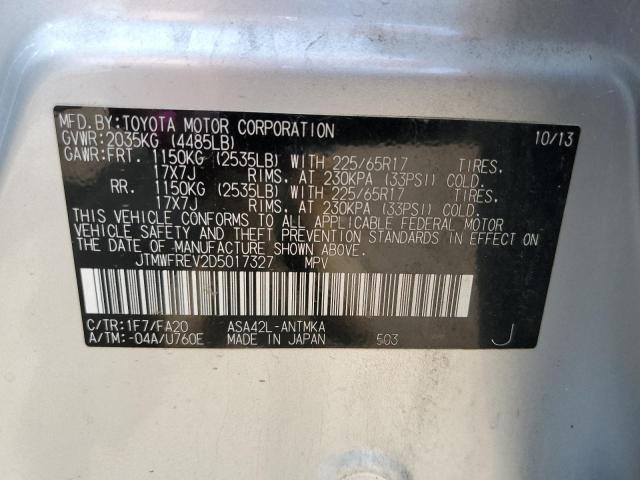 MFD.BY:TOYOTA MOTOR CORPORATION 10/13
GVWR:2035KG (4485LB)
GAWR:FRT. 1150KG (2535LB) WITH 225/65R17 TIRES.
17X7J RIMS. AT 230KPA (33PSI) COLD.
RR. 1150KG (2535LB) WITH 225/65R17 TIRES.
17X7J RIMS. AT 230KPA (33PSI) COLD.
THIS VEHICLE CONFORMS TO ALL APPLICABLE FEDERAL MOTOR
VEHICLE SAFETY AND THEFT PREVENTION STANDARDS IN EFFECT ON
THE DATE OF MANUFACTURE SHOWN ABOVE.
JTMWFREV2D5017327 MPV
C/TR:1F7/FA20 ASA42L-ANTMKA
A/TM:-04A/U760E MADE IN JAPAN 503 J